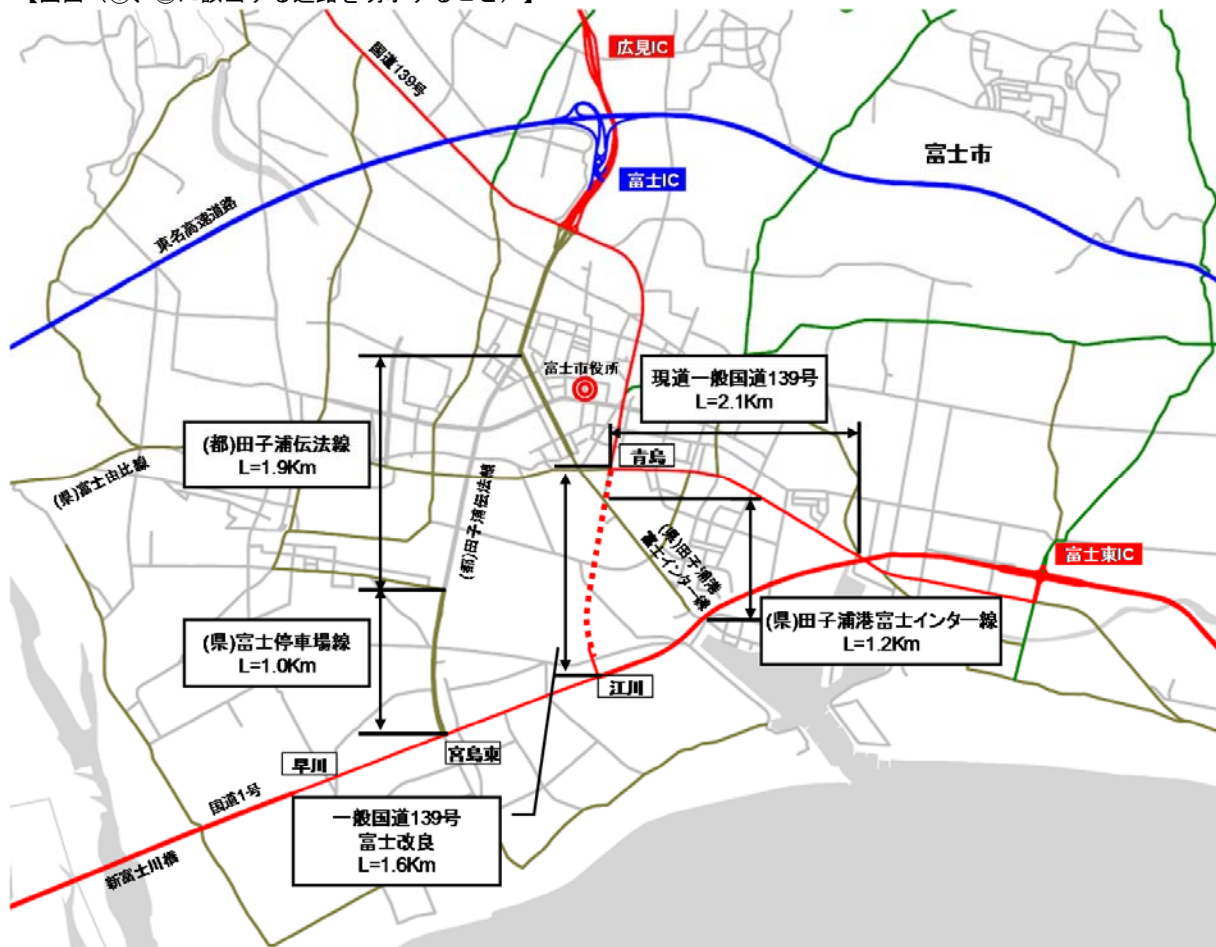 広見IC
国道139号
富士市
富士IC
東名高速道路
富士市役所
現道一般国道139号
L=2.1Km
(都)田子浦伝法線
L=1.9Km
青島
(県)富士由比線
(都)田子浦伝法線
(県)田子浦港
富士インター線
富士東IC
(県)田子浦港富士インター線
L=1.2Km
(県)富士停車場線
L=1.0Km
江川
宮島東
早川
国道1号
一般国道139号
富士改良
L=1.6Km
新富士川橋